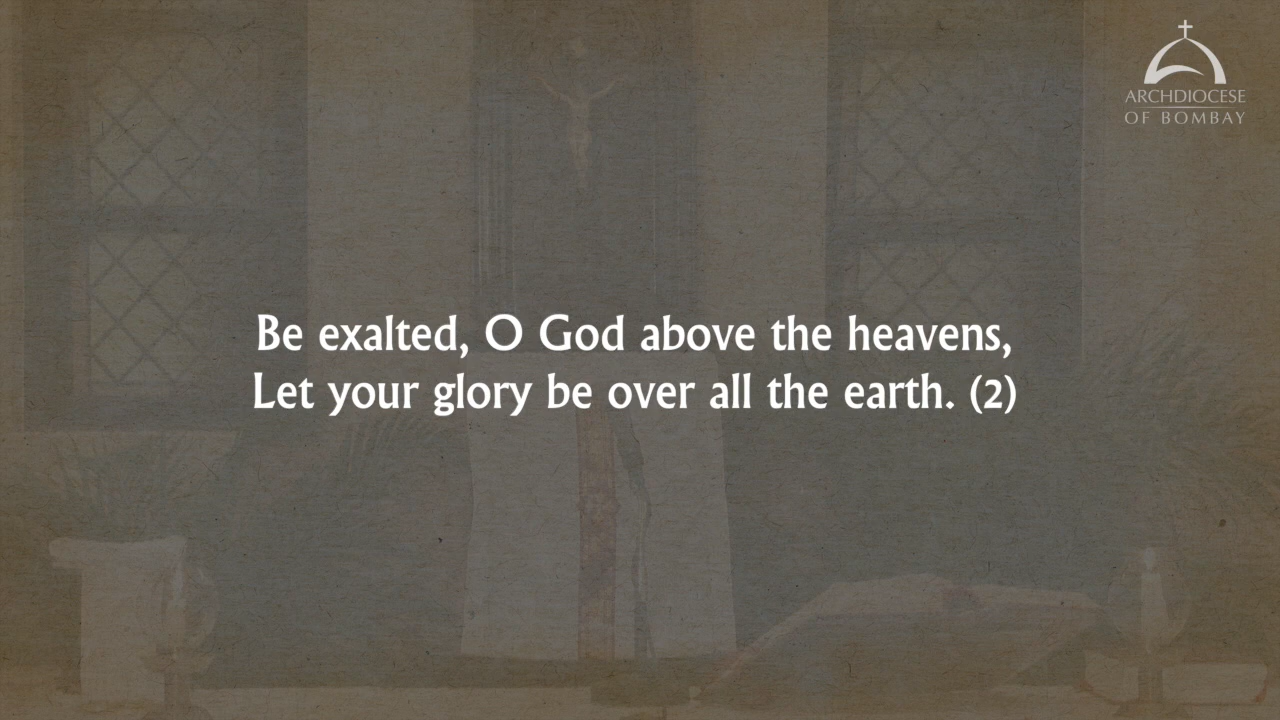 ARCHDIOCESE
OF BOMBAY
Be exalted, O God above the heavens,
Let your glory be over all the earth. (2)